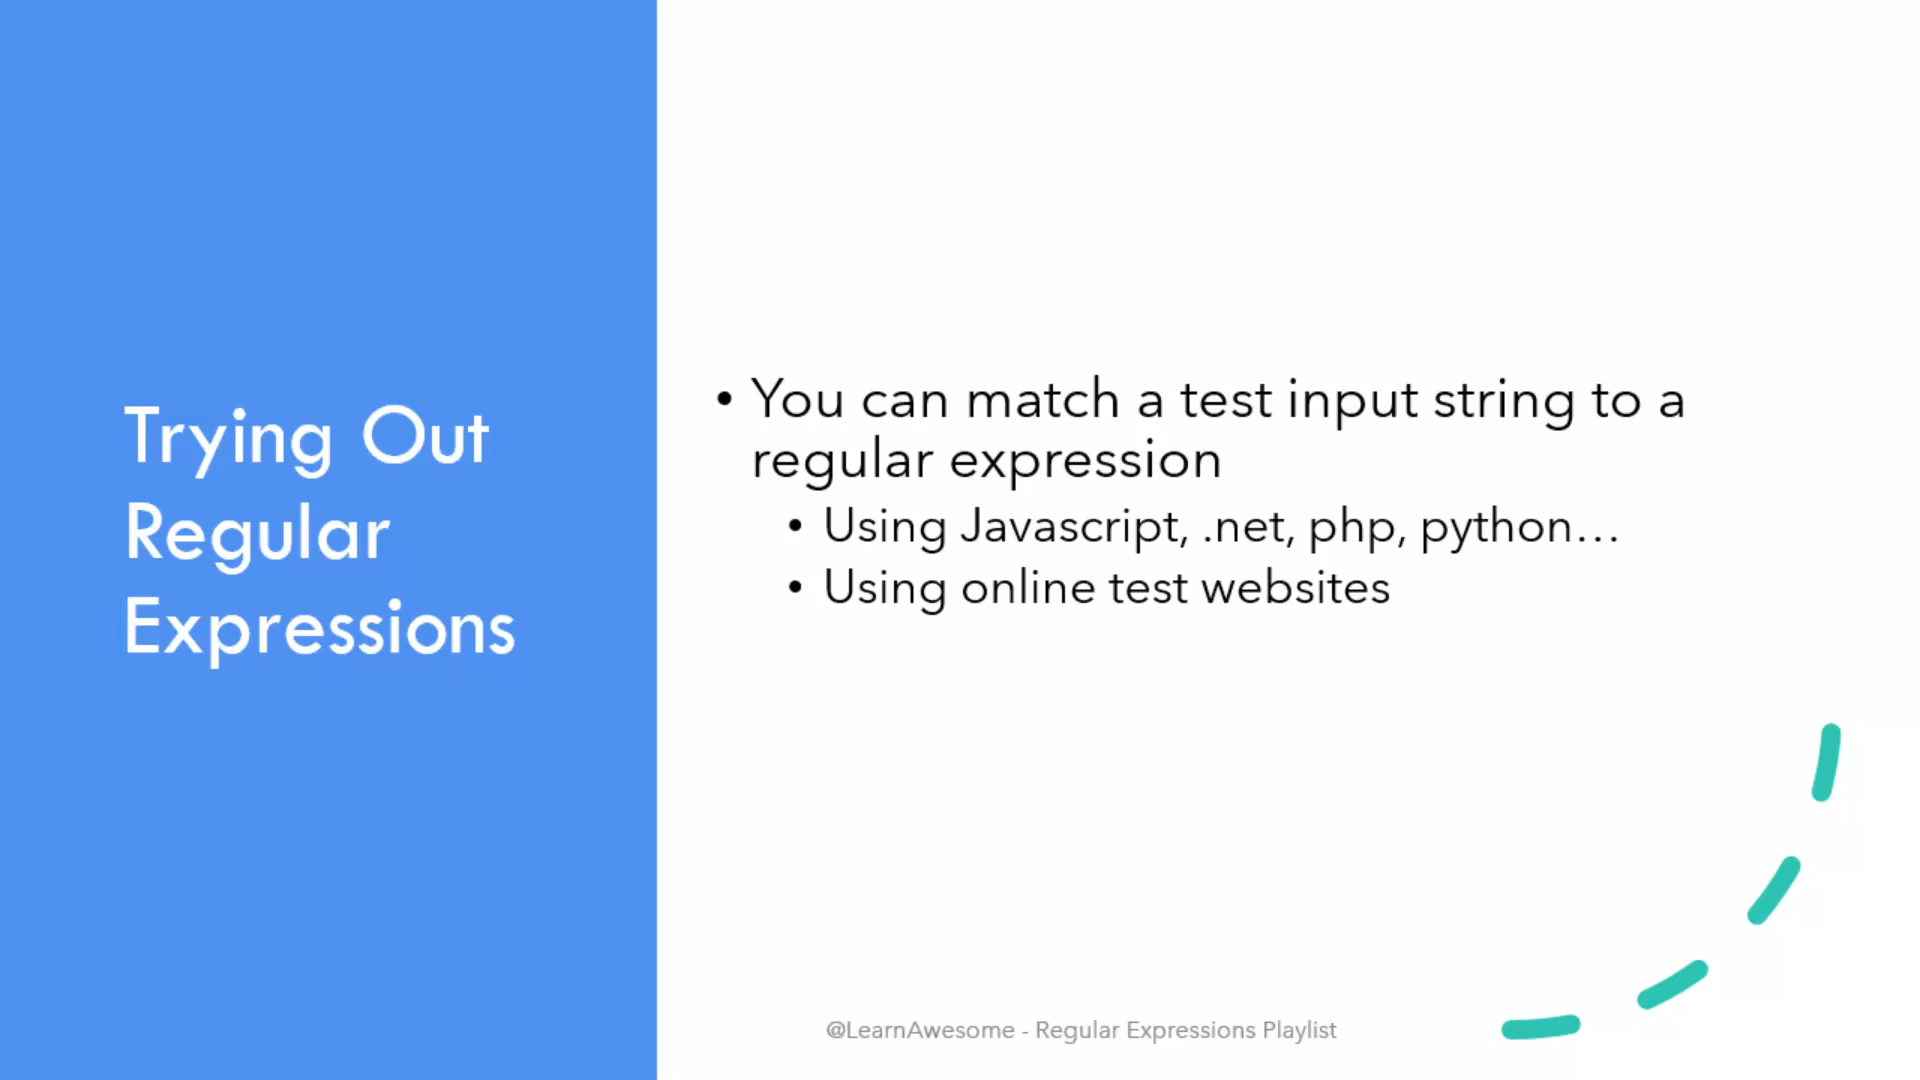 Trying Out
Regular
Expressions
• You can match a test input string to a
regular expression
• Using Javascript, .net, php, python...
• Using online test websites
@LearnAwesome - Regular Expressions Playlist